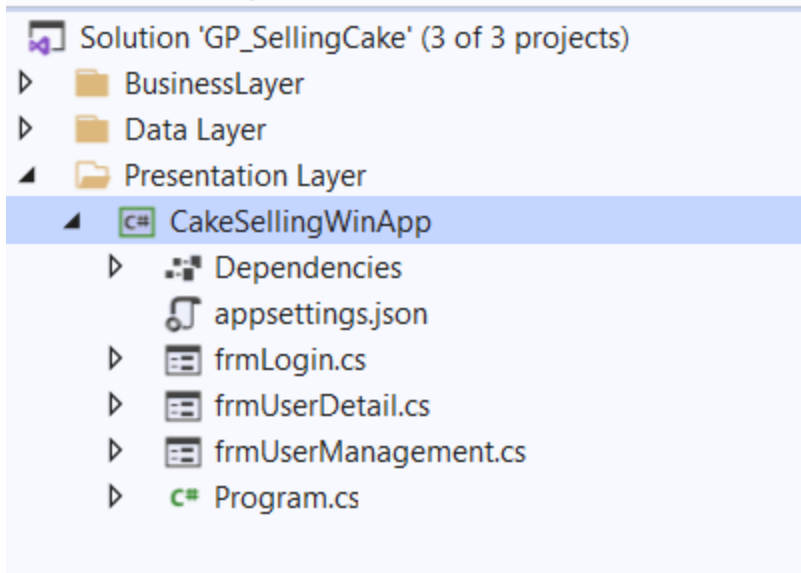 Solution 'GP_SellingCake' (3 of 3 projects)
BusinessLayer
Data Layer
Presentation Layer
C# CakeSellingWinApp
Dependencies
appsettings.json
frmLogin.cs
frmUserDetail.cs
frmUserManagement.cs
C# Program.cs